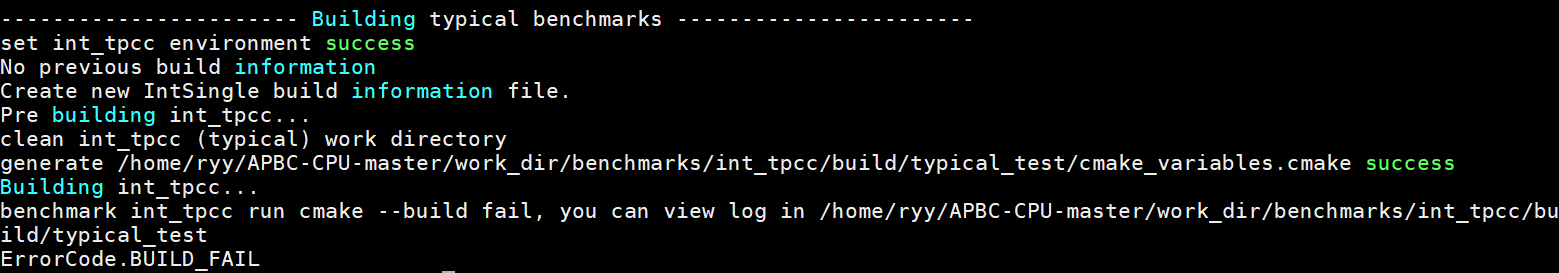 ----------------------- Building typical benchmarks -----------------------
set int_tpcc environment success
No previous build information
Create new IntSingle build information file.
Pre building int_tpcc...
clean int_tpcc (typical) work directory
generate /home/ryy/APBC-CPU-master/work_dir/benchmarks/int_tpcc/build/typical_test/cmake_variables.cmake success
Building int_tpcc...
benchmark int_tpcc run cmake --build fail, you can view log in /home/ryy/APBC-CPU-master/work_dir/benchmarks/int_tpcc/bu
ild/typical_test
ErrorCode.BUILD_FAIL